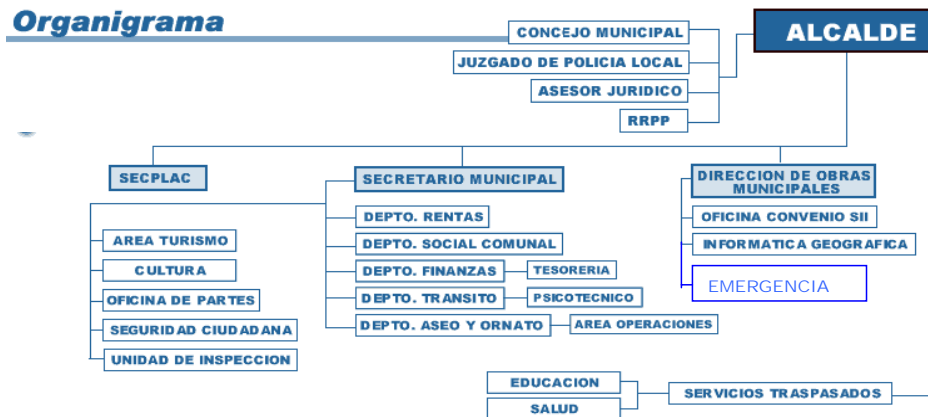 Organigrama
ALCALDE
CONCEJO MUNICIPAL
JUZGADO DE POLICIA LOCAL
ASESOR JURIDICO
RRPP
SECPLAC
SECRETARIO MUNICIPAL
DIRECCION DE OBRAS
MUNICIPALES
AREA TURISMO
CULTURA
OFICINA DE PARTES
SEGURIDAD CIUDADANA
UNIDAD DE INSPECCION
DEPTO. RENTAS
DEPTO. SOCIAL COMUNAL
DEPTO. FINANZAS
TESORERIA
DEPTO. TRANSITO
PSICOTECNICO
DEPTO. ASEO Y ORNATO
AREA OPERACIONES
OFICINA CONVENIO SII
INFORMATICA GEOGRAFICA
EMERGENCIA
EDUCACION
SALUD
SERVICIOS TRASPASADOS